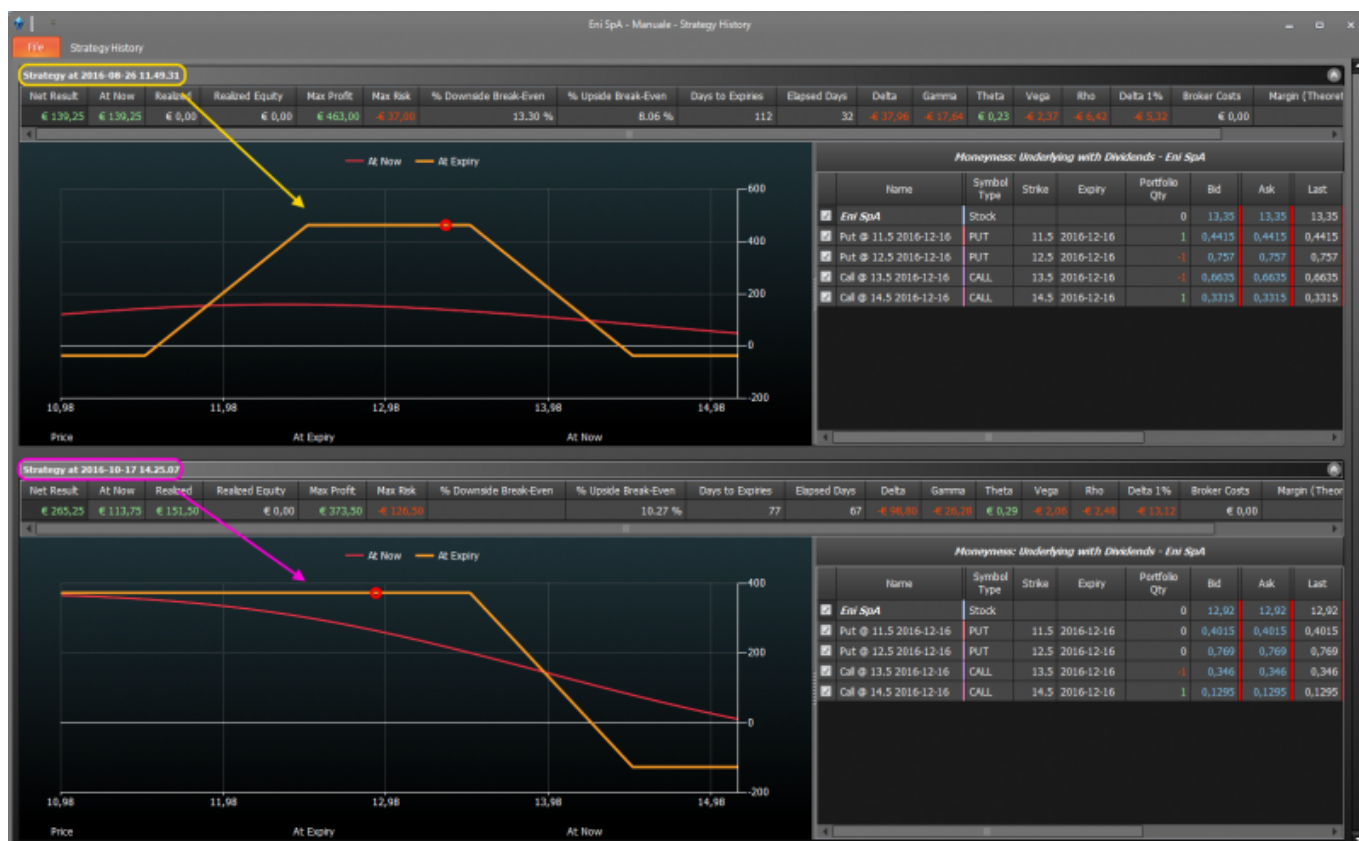 Eni SpA - Manuale - Strategy History
File Strategy History
Strategy at 2016-08-26 11.49.31
Net Result At Now Realized Realized Equity Max Profit Max Risk % Downside Break-Even % Upside Break-Even Days to Expiries Elapsed Days Delta Gamma Theta Vega Rho Delta 1% Broker Costs Margin (Theoret
€ 139,25 € 139,25 € 0,00 € 0,00 € 463,00 -€ 37,00 13.30 % 8.06 % 112 32 -€ 37,96 -€ 17,64 € 0,23 -€ 2,37 -€ 6,42 -€ 5,32 € 0,00
At Now At Expiry
Moneyness: Underlying with Dividends - Eni SpA
Name Symbol Type Strike Expiry Portfolio Qty Bid Ask Last
Eni SpA Stock 0 13,35 13,35 13,35
Put @ 11.5 2016-12-16 PUT 11.5 2016-12-16 1 0,4415 0,4415 0,4415
Put @ 12.5 2016-12-16 PUT 12.5 2016-12-16 -1 0,757 0,757 0,757
Call @ 13.5 2016-12-16 CALL 13.5 2016-12-16 -1 0,6635 0,6635 0,6635
Call @ 14.5 2016-12-16 CALL 14.5 2016-12-16 1 0,3315 0,3315 0,3315
600
400
200
0
-200
10,98 11,98 12,98 13,98 14,98
Price At Expiry At Now
Strategy at 2016-10-17 14.25.07
Net Result At Now Realized Realized Equity Max Profit Max Risk % Downside Break-Even % Upside Break-Even Days to Expiries Elapsed Days Delta Gamma Theta Vega Rho Delta 1% Broker Costs Margin (Theor
€ 265,25 € 113,75 € 151,50 € 0,00 € 373,50 -€ 126,50 10.27 % 77 67 -€ 98,80 -€ 26,28 € 0,29 -€ 2,06 -€ 2,48 -€ 13,12 € 0,00
At Now At Expiry
Moneyness: Underlying with Dividends - Eni SpA
Name Symbol Type Strike Expiry Portfolio Qty Bid Ask Last
Eni SpA Stock 0 12,92 12,92 12,92
Put @ 11.5 2016-12-16 PUT 11.5 2016-12-16 0 0,4015 0,4015 0,4015
Put @ 12.5 2016-12-16 PUT 12.5 2016-12-16 0 0,769 0,769 0,769
Call @ 13.5 2016-12-16 CALL 13.5 2016-12-16 -1 0,346 0,346 0,346
Call @ 14.5 2016-12-16 CALL 14.5 2016-12-16 1 0,1295 0,1295 0,1295
400
200
0
-200
10,98 11,98 12,98 13,98 14,98
Price At Expiry At Now